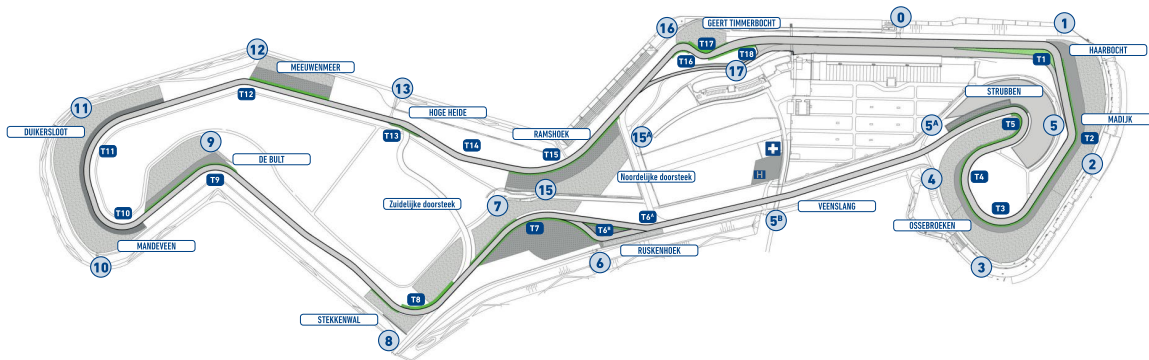 0
1
GEERT TIMMERBOCHT
16
T17
T18
T16
17
HAARBOCHT
T1
12
MEEUWENMEER
T12
STRUBBEN
13
11
HOGE HEIDE
DUIKERSLOOT
MADIJK
T5
5ᴬ
5
T13
RAMSHOEK
15ᴬ
T2
9
T11
T14
T15
DE BULT
2
T9
Noordelijke doorsteek
H
T4
4
15
7
Zuidelijke doorsteek
VEENSLANG
T3
T10
T6ᴬ
5ᴮ
OSSEBROEKEN
T7
T6ᴮ
MANDEVEEN
RUSKENHOEK
10
6
3
T8
STEKKENWAL
8